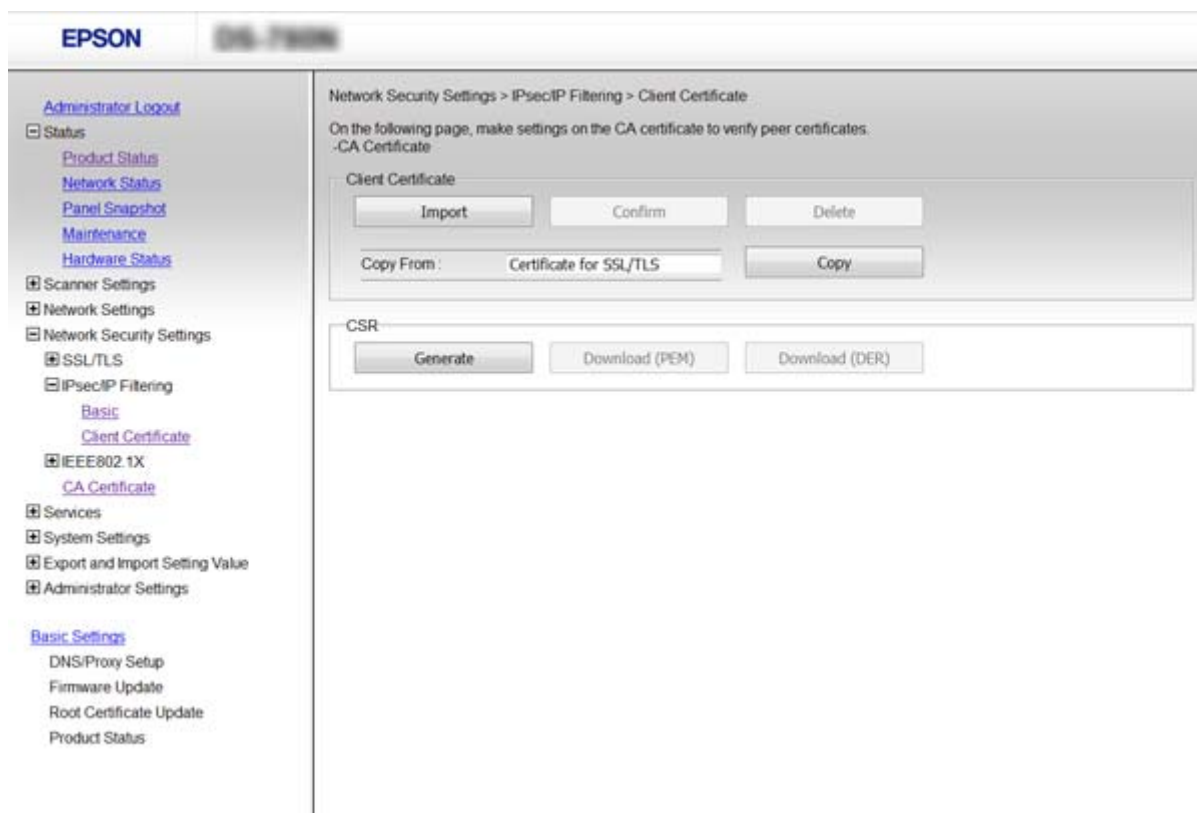 EPSON
Administrator Logout
Status
Product Status
Network Status
Panel Snapshot
Maintenance
Hardware Status
Scanner Settings
Network Settings
Network Security Settings
SSL/TLS
IPsec/IP Filtering
Basic
Client Certificate
IEEE802.1X
CA Certificate
Services
System Settings
Export and Import Setting Value
Administrator Settings
Basic Settings
DNS/Proxy Setup
Firmware Update
Root Certificate Update
Product Status
Network Security Settings > IPsec/IP Filtering > Client Certificate
On the following page, make settings on the CA certificate to verify peer certificates.
-CA Certificate
Client Certificate
Import Confirm Delete
Copy From : Certificate for SSL/TLS Copy
CSR
Generate Download (PEM) Download (DER)